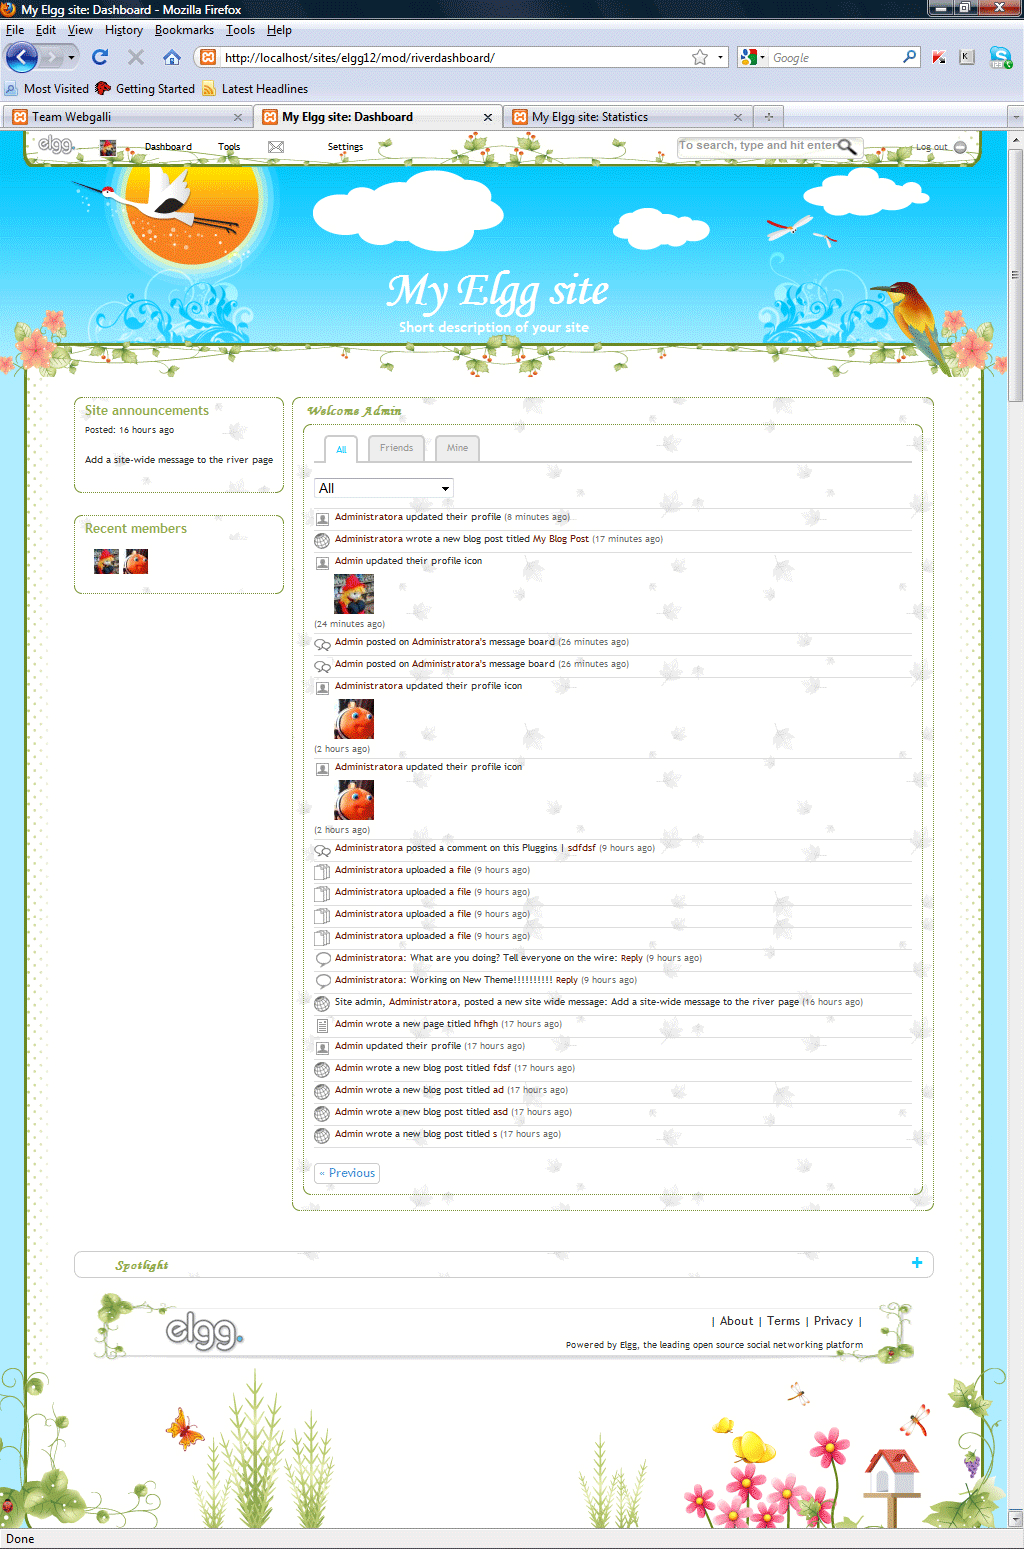 My Elgg site: Dashboard - Mozilla Firefox
File Edit View History Bookmarks Tools Help
http://localhost/sites/elgg12/mod/riverdashboard/ Google
Most Visited Getting Started Latest Headlines
Team Webgalli My Elgg site: Dashboard My Elgg site: Statistics
elgg. Dashboard Tools Settings To search, type and hit enter Log out
My Elgg site
Short description of your site
Site announcements
Posted: 16 hours ago
Add a site-wide message to the river page
Recent members
Welcome Admin
All Friends Mine
All
Administratora updated their profile (8 minutes ago)
Administratora wrote a new blog post titled My Blog Post (17 minutes ago)
Admin updated their profile icon
(24 minutes ago)
Admin posted on Administratora's message board (26 minutes ago)
Admin posted on Administratora's message board (26 minutes ago)
Administratora updated their profile icon
(2 hours ago)
Administratora updated their profile icon
(2 hours ago)
Administratora posted a comment on this Pluggins | sdfdsf (9 hours ago)
Administratora uploaded a file (9 hours ago)
Administratora uploaded a file (9 hours ago)
Administratora uploaded a file (9 hours ago)
Administratora uploaded a file (9 hours ago)
Administratora: What are you doing? Tell everyone on the wire: Reply (9 hours ago)
Administratora: Working on New Theme!!!!!!!!!! Reply (9 hours ago)
Site admin, Administratora, posted a new site wide message: Add a site-wide message to the river page (16 hours ago)
Admin wrote a new page titled hfhgh (17 hours ago)
Admin updated their profile (17 hours ago)
Admin wrote a new blog post titled fdsf (17 hours ago)
Admin wrote a new blog post titled ad (17 hours ago)
Admin wrote a new blog post titled asd (17 hours ago)
Admin wrote a new blog post titled s (17 hours ago)
« Previous
Spotlight
elgg.
| About | Terms | Privacy |
Powered by Elgg, the leading open source social networking platform
Done